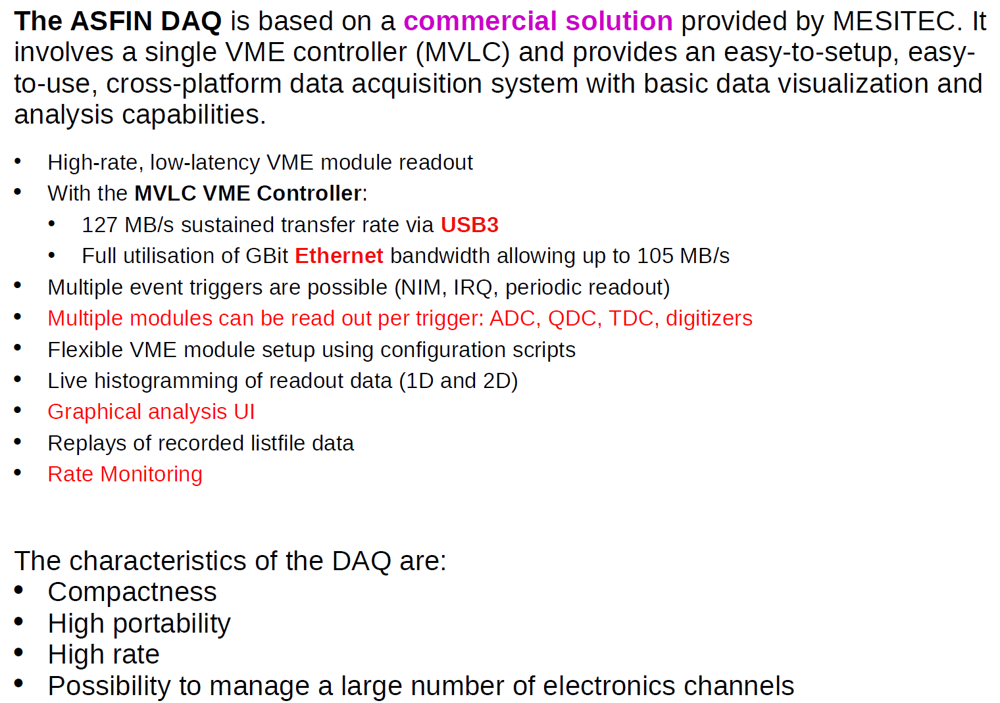 The ASFIN DAQ is based on a commercial solution provided by MESITEC. It
involves a single VME controller (MVLC) and provides an easy-to-setup, easy-
to-use, cross-platform data acquisition system with basic data visualization and
analysis capabilities.
• High-rate, low-latency VME module readout
• With the MVLC VME Controller:
• 127 MB/s sustained transfer rate via USB3
• Full utilisation of GBit Ethernet bandwidth allowing up to 105 MB/s
• Multiple event triggers are possible (NIM, IRQ, periodic readout)
• Multiple modules can be read out per trigger: ADC, QDC, TDC, digitizers
• Flexible VME module setup using configuration scripts
• Live histogramming of readout data (1D and 2D)
• Graphical analysis UI
• Replays of recorded listfile data
• Rate Monitoring
The characteristics of the DAQ are:
• Compactness
• High portability
• High rate
• Possibility to manage a large number of electronics channels